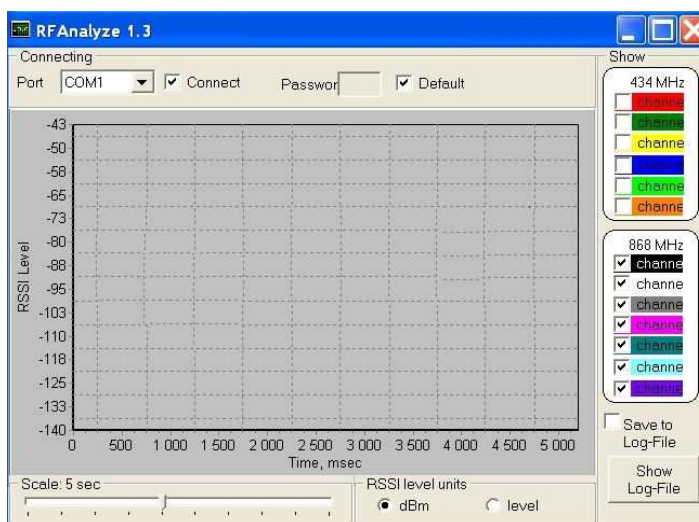 RFAnalyze 1.3
Connecting
Port COM1 Connect Passwor Default
Show
434 MHz
channe
channe
channe
channe
channe
channe
868 MHz
channe
channe
channe
channe
channe
channe
channe
Save to
Log-File
Show
Log-File
RSSI Level
-43
-50
-58
-65
-73
-80
-88
-95
-103
-110
-118
-125
-133
-140
0 500 1 000 1 500 2 000 2 500 3 000 3 500 4 000 4 500 5 000
Time, msec
Scale: 5 sec
RSSI level units
dBm level